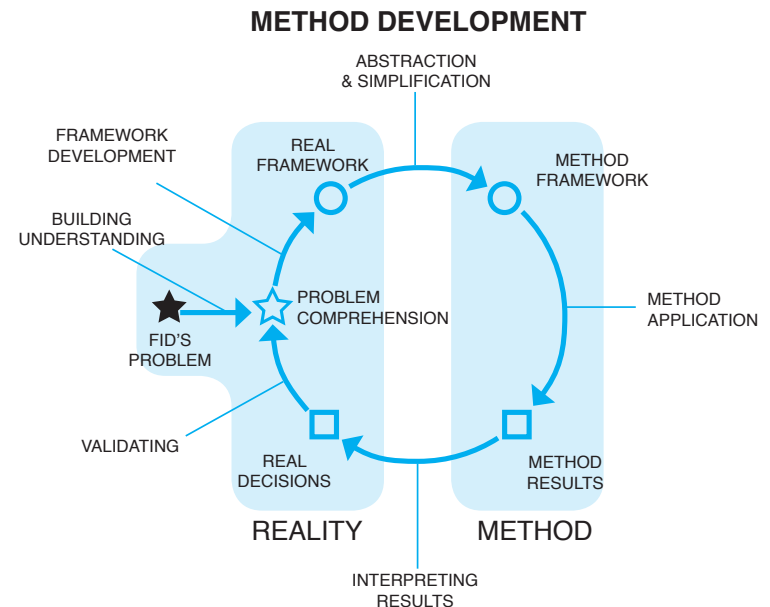 METHOD DEVELOPMENT
ABSTRACTION
& SIMPLIFICATION
FRAMEWORK
DEVELOPMENT
REAL
FRAMEWORK
METHOD
FRAMEWORK
BUILDING
UNDERSTANDING
PROBLEM
COMPREHENSION
METHOD
APPLICATION
FID'S
PROBLEM
VALIDATING
REAL
DECISIONS
METHOD
RESULTS
REALITY
METHOD
INTERPRETING
RESULTS